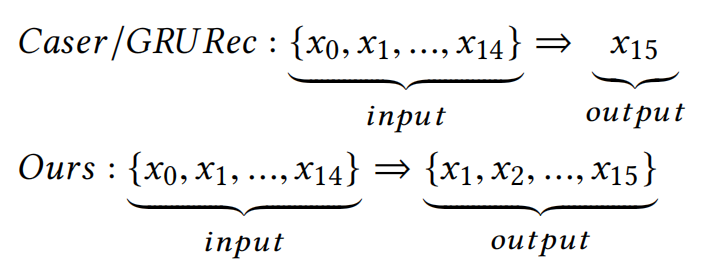 Caser/GRURec : {x₀, x₁, ..., x₁₄} ⇒ x₁₅
input output
Ours : {x₀, x₁, ..., x₁₄} ⇒ {x₁, x₂, ..., x₁₅}
input output